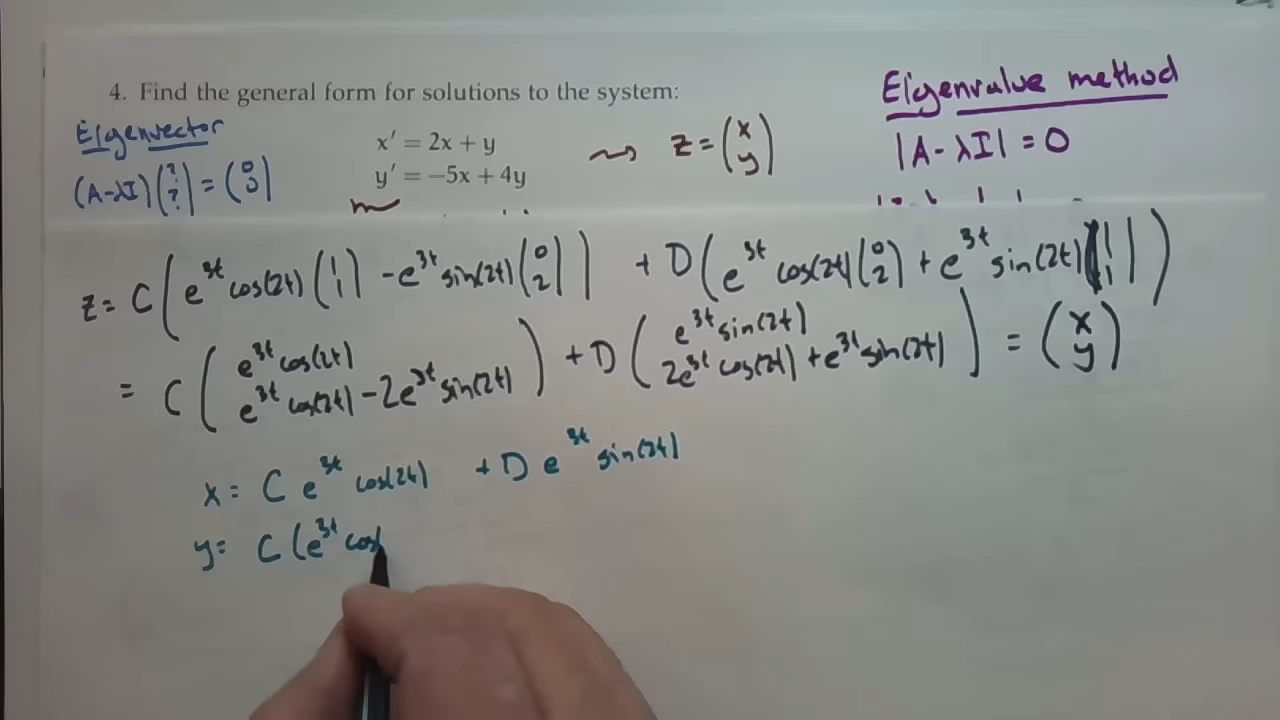 4. Find the general form for solutions to the system:
Eigenvalue method
Eigenvector
x' = 2x + y
y' = −5x + 4y
z = (x y)
|A - λI| = 0
(A-λI)(? ?) = (0 0)
z = C(e^3t cos(2t)(1 1) - e^3t sin(2t)(0 2)) + D(e^3t cos(2t)(0 2) + e^3t sin(2t)(1 1))
= C(e^3t cos(2t) e^3t cos(2t) - 2e^3t sin(2t)) + D(e^3t sin(2t) 2e^3t cos(2t) + e^3t sin(2t)) = (x y)
x = C e^3t cos(2t) + D e^3t sin(2t)
y = C (e^3t cos